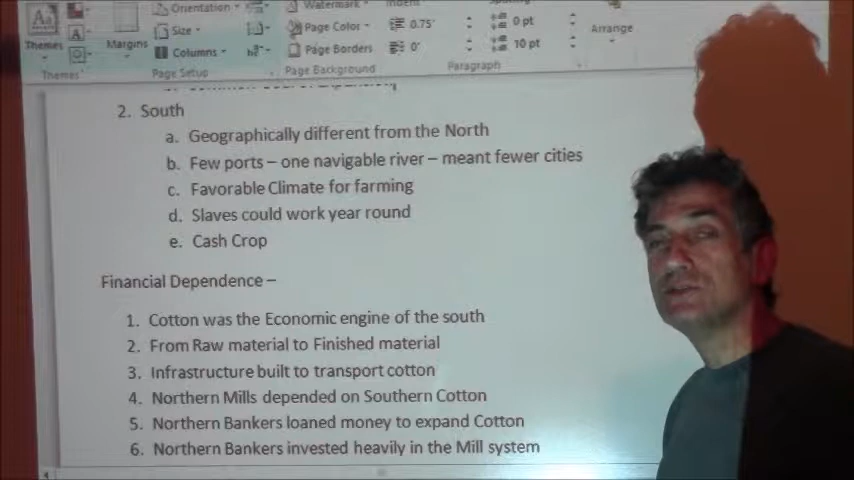 Orientation
Watermark
Indent
Size
Page Color
0.75"
0 pt
Themes
Margins
Columns
Page Borders
0"
10 pt
Arrange
Themes
Page Setup
Page Background
Paragraph
2. South
a. Geographically different from the North
b. Few ports – one navigable river – meant fewer cities
c. Favorable Climate for farming
d. Slaves could work year round
e. Cash Crop
Financial Dependence –
1. Cotton was the Economic engine of the south
2. From Raw material to Finished material
3. Infrastructure built to transport cotton
4. Northern Mills depended on Southern Cotton
5. Northern Bankers loaned money to expand Cotton
6. Northern Bankers invested heavily in the Mill system